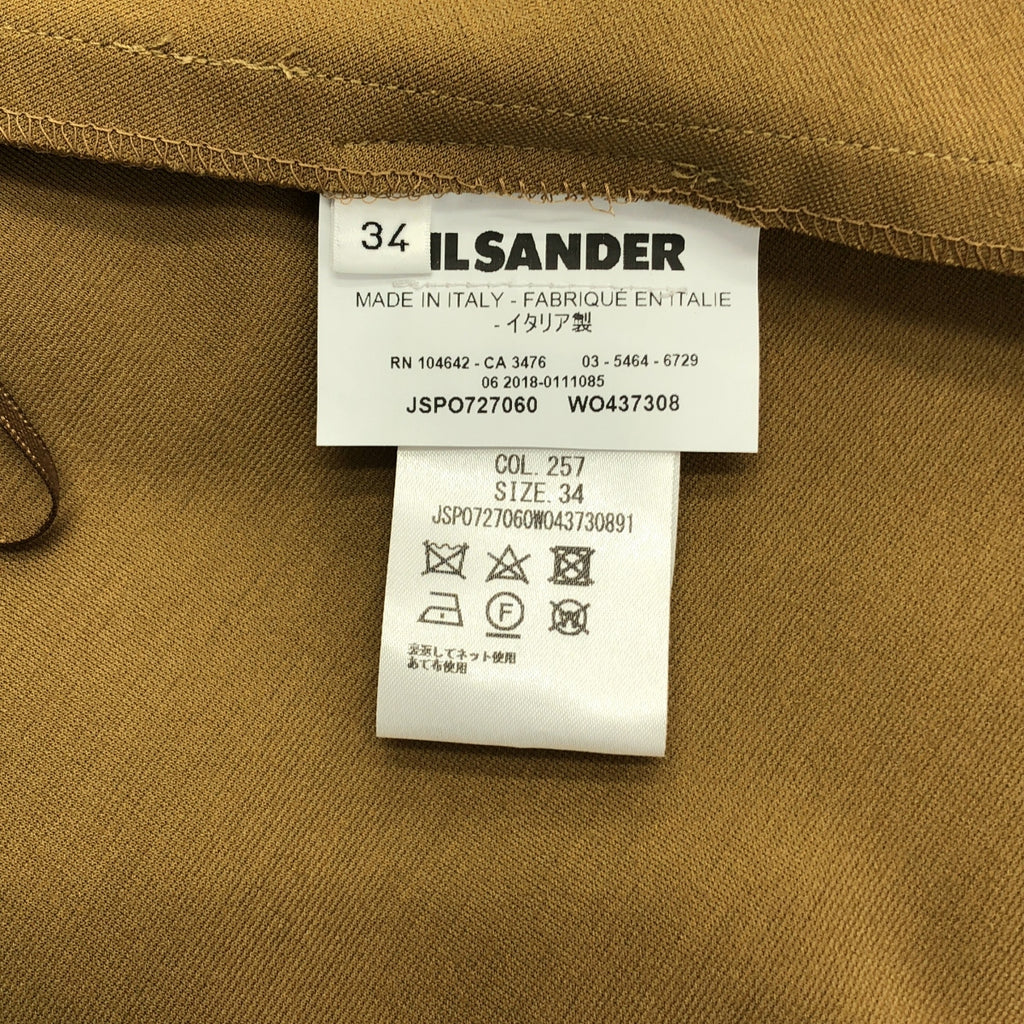 34
IL SANDER
MADE IN ITALY - FABRIQUÉ EN ITALIE
- イタリア製
RN 104642 - CA 3476 03 - 5464 - 6729
06 2018-0111085
JSPO727060 WO437308
COL. 257
SIZE. 34
JSPO727060WO43730891
F
W
裏返してネット使用
あて布使用